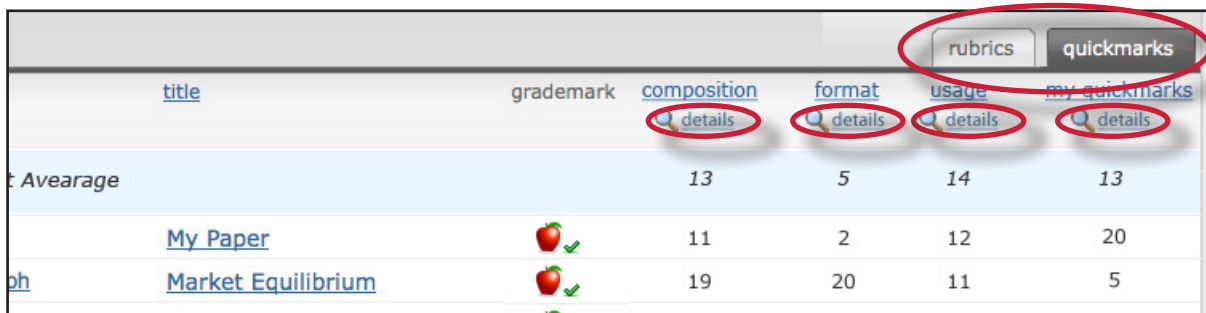 rubrics quickmarks
title grademark composition format usage my quickmarks
details details details details
t Avearage 13 5 14 13
My Paper 11 2 12 20
ph Market Equilibrium 19 20 11 5